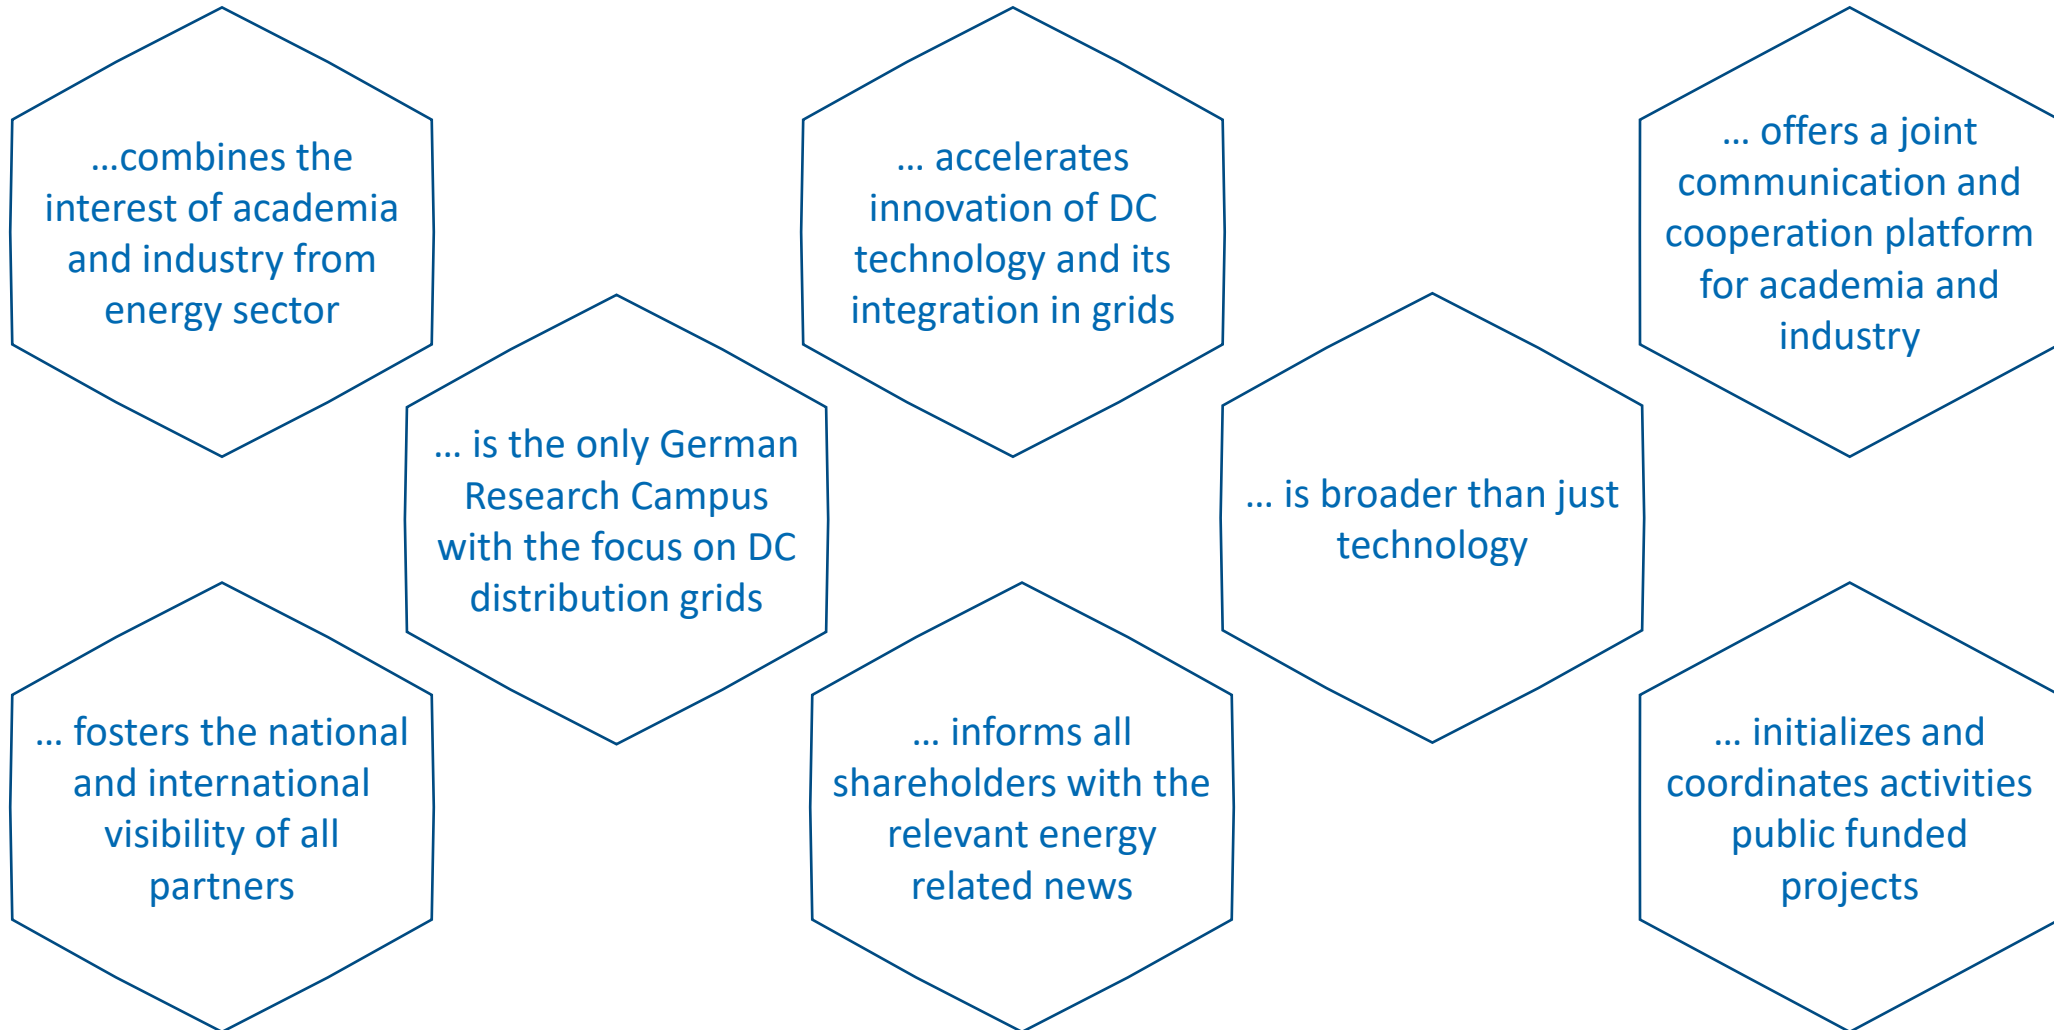 ...combines the
interest of academia
and industry from
energy sector
... accelerates
innovation of DC
technology and its
integration in grids
... offers a joint
communication and
cooperation platform
for academia and
industry
... is the only German
Research Campus
with the focus on DC
distribution grids
... is broader than just
technology
... fosters the national
and international
visibility of all
partners
... informs all
shareholders with the
relevant energy
related news
... initializes and
coordinates activities
public funded
projects